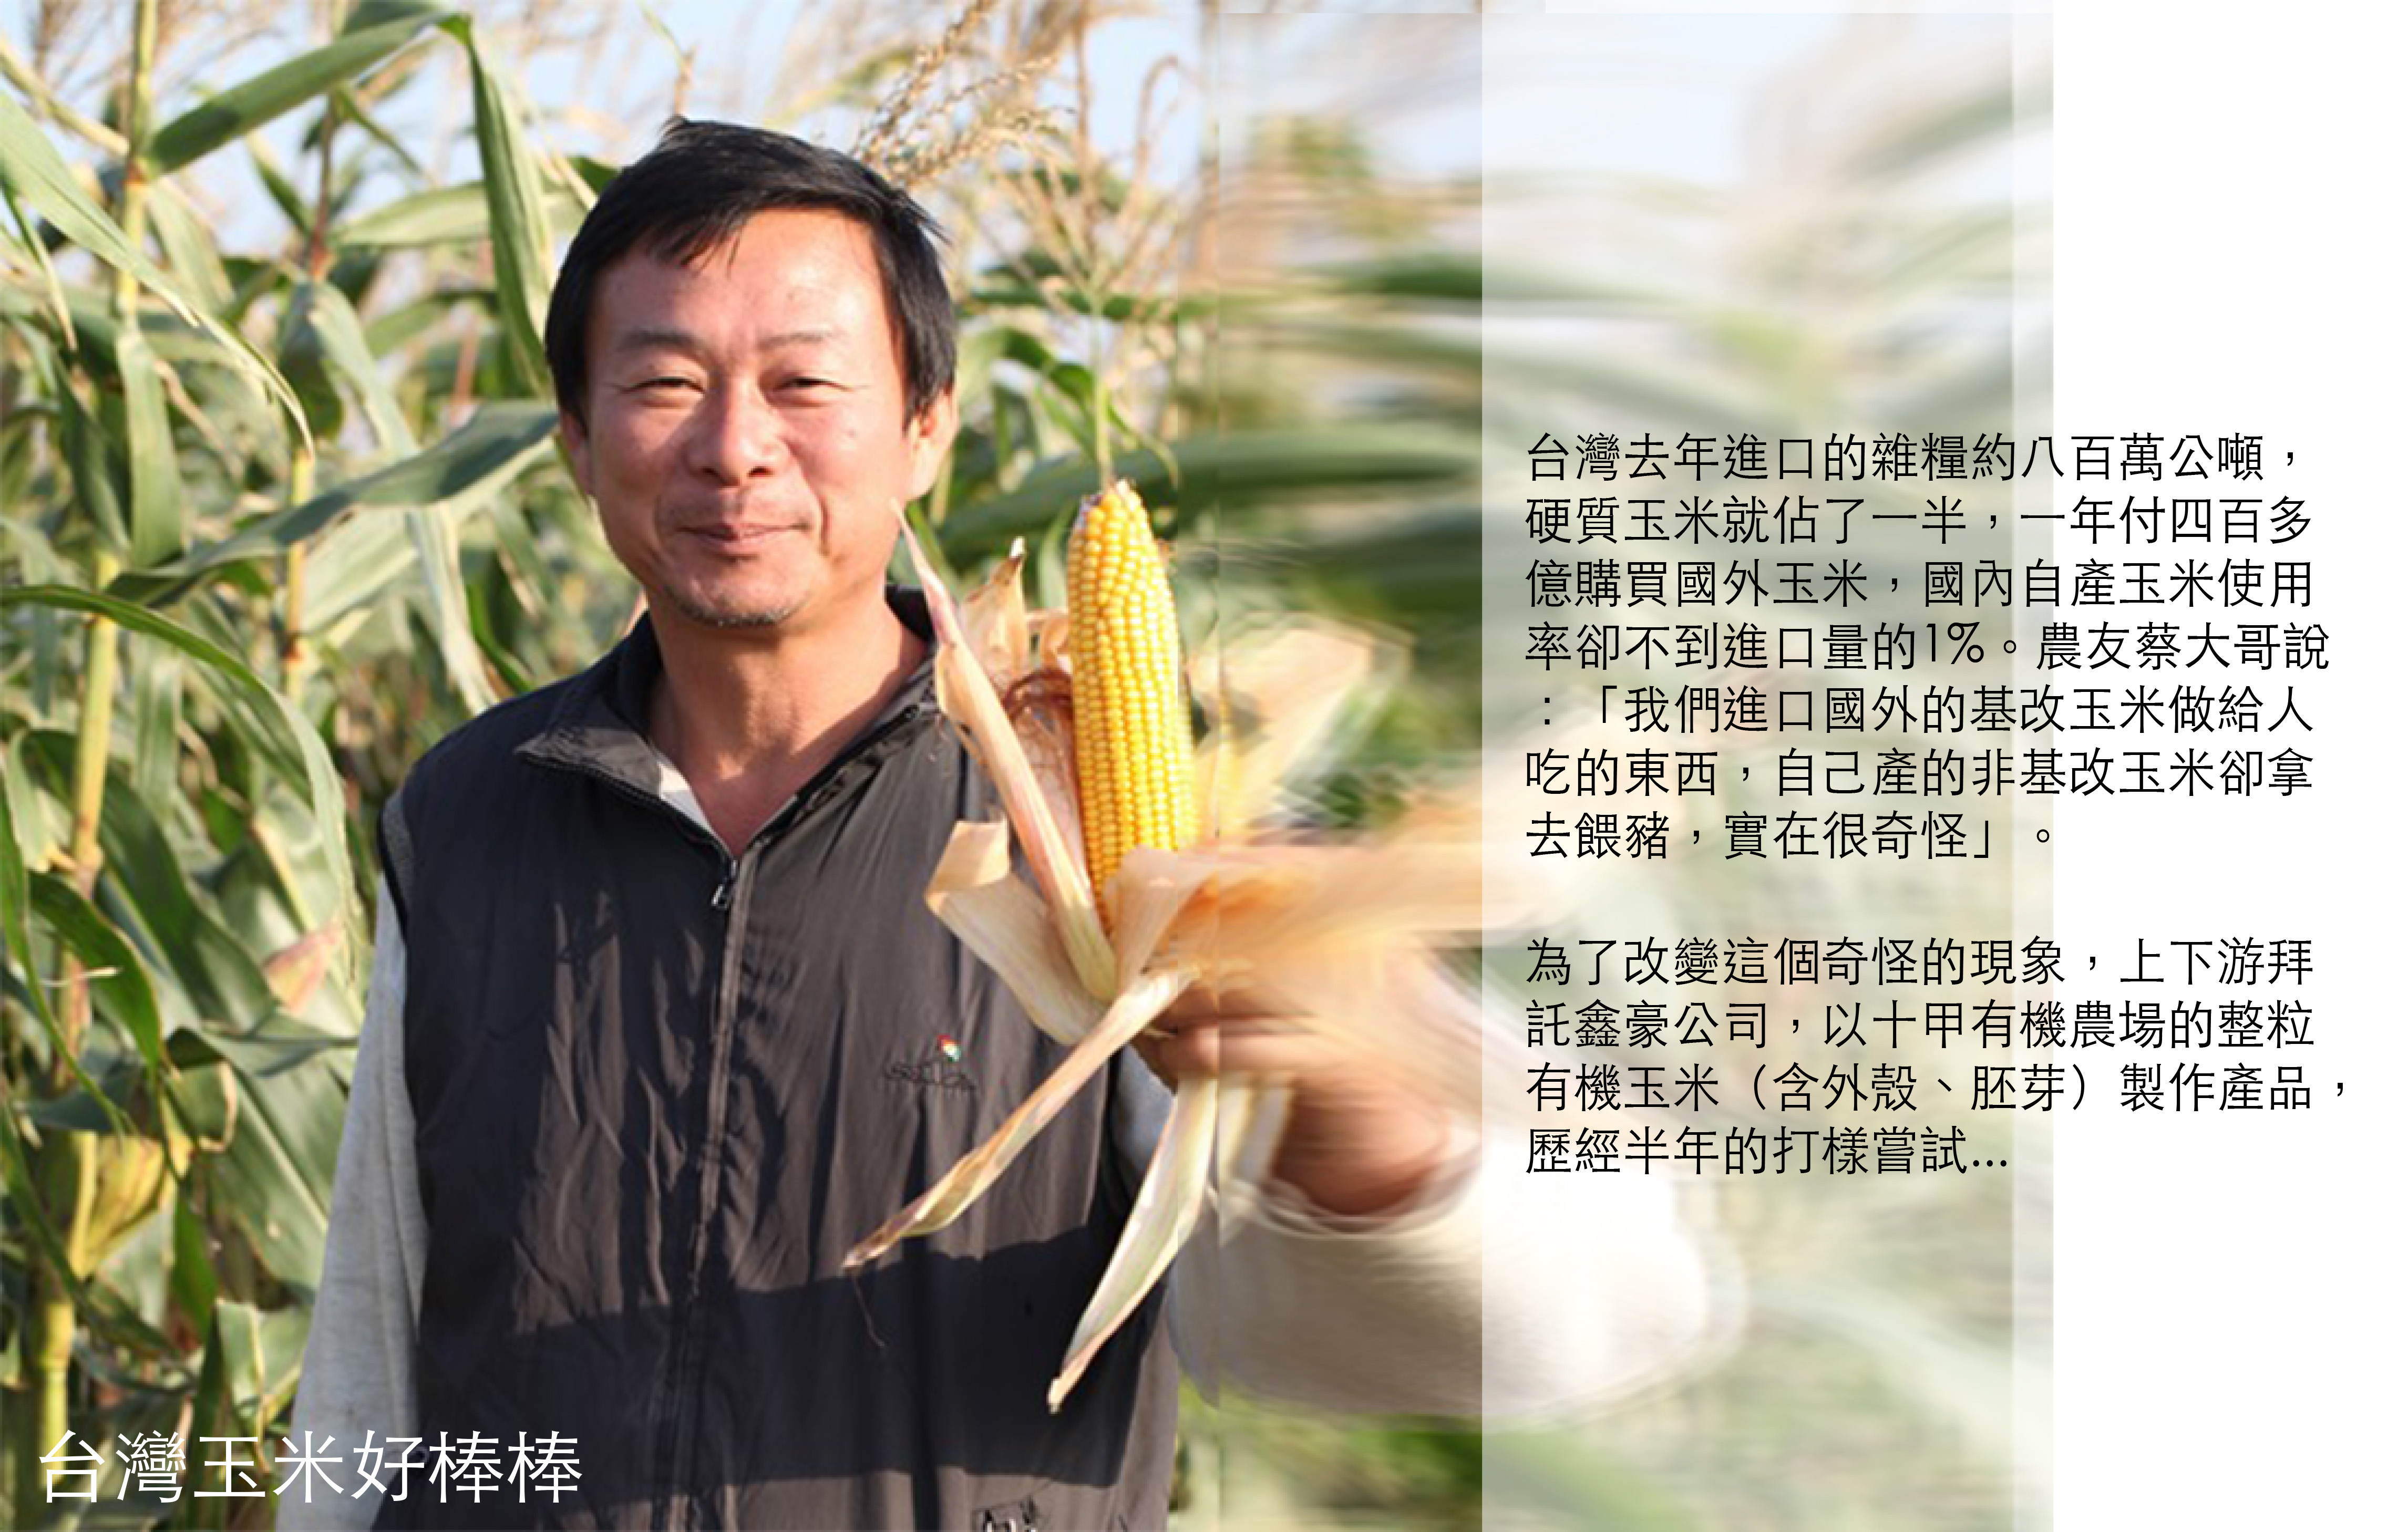 台灣去年進口的雜糧約八百萬公噸，
硬質玉米就佔了一半，一年付四百多
億購買國外玉米，國內自產玉米使用
率卻不到進口量的1%。農友蔡大哥說
：「我們進口國外的基改玉米做給人
吃的東西，自己產的非基改玉米卻拿
去餵豬，實在很奇怪」。
為了改變這個奇怪的現象，上下游拜
託鑫豪公司，以十甲有機農場的整粒
有機玉米（含外殼、胚芽）製作產品，
歷經半年的打樣嘗試...
台灣玉米好棒棒